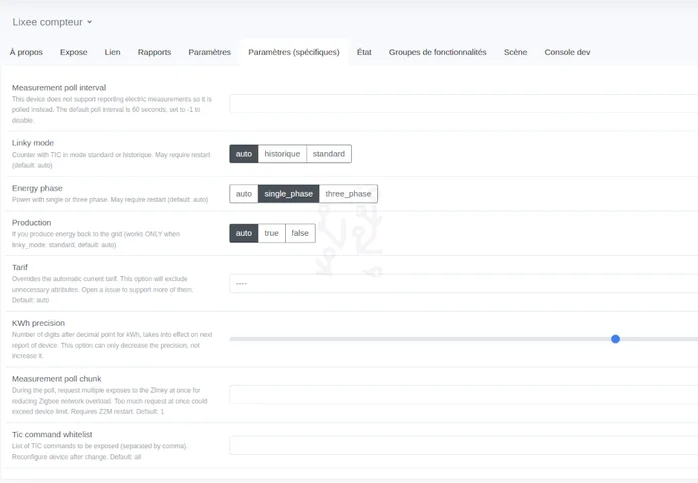 Lixee compteur
À propos Expose Lien Rapports Paramètres Paramètres (spécifiques) État Groupes de fonctionnalités Scène Console dev
Measurement poll interval
This device does not support reporting electric measurements so it is
polled instead. The default poll interval is 60 seconds, set to -1 to
disable.
Linky mode
Counter with TIC in mode standard or historique. May require restart
(default: auto)
auto historique standard
Energy phase
Power with single or three phase. May require restart (default: auto)
auto single_phase three_phase
Production
If you produce energy back to the grid (works ONLY when
linky_mode: standard, default: auto)
auto true false
Tarif
Overrides the automatic current tarif. This option will exclude
unnecessary attributes. Open a issue to support more of them.
Default: auto
----
KWh precision
Number of digits after decimal point for kWh, takes into effect on next
report of device. This option can only decrease the precision, not
increase it.
Measurement poll chunk
During the poll, request multiple exposes to the Zlinky at once for
reducing Zigbee network overload. Too much request at once could
exceed device limit. Requires Z2M restart. Default: 1
Tic command whitelist
List of TIC commands to be exposed (separated by comma).
Reconfigure device after change. Default: all